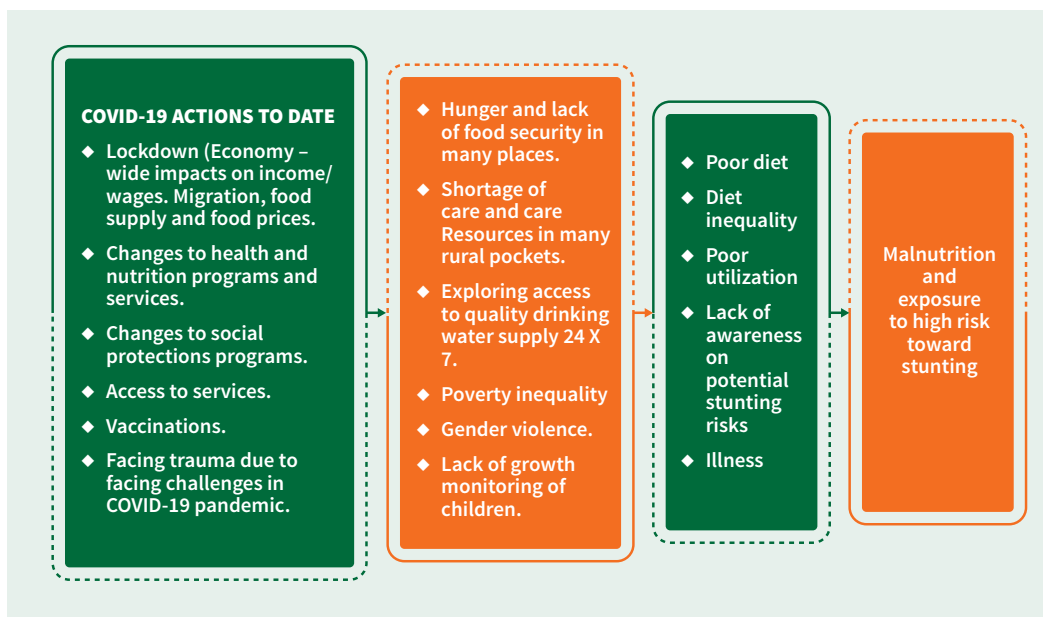 COVID-19 ACTIONS TO DATE
◆ Lockdown (Economy –
wide impacts on income/
wages. Migration, food
supply and food prices.
◆ Changes to health and
nutrition programs and
services.
◆ Changes to social
protections programs.
◆ Access to services.
◆ Vaccinations.
◆ Facing trauma due to
facing challenges in
COVID-19 pandemic.
◆ Hunger and lack
of food security in
many places.
◆ Shortage of
care and care
Resources in many
rural pockets.
◆ Exploring access
to quality drinking
water supply 24 X
7.
◆ Poverty inequality
◆ Gender violence.
◆ Lack of growth
monitoring of
children.
◆ Poor diet
◆ Diet
inequality
◆ Poor
utilization
◆ Lack of
awareness
on
potential
stunting
risks
◆ Illness
Malnutrition
and
exposure
to high risk
toward
stunting